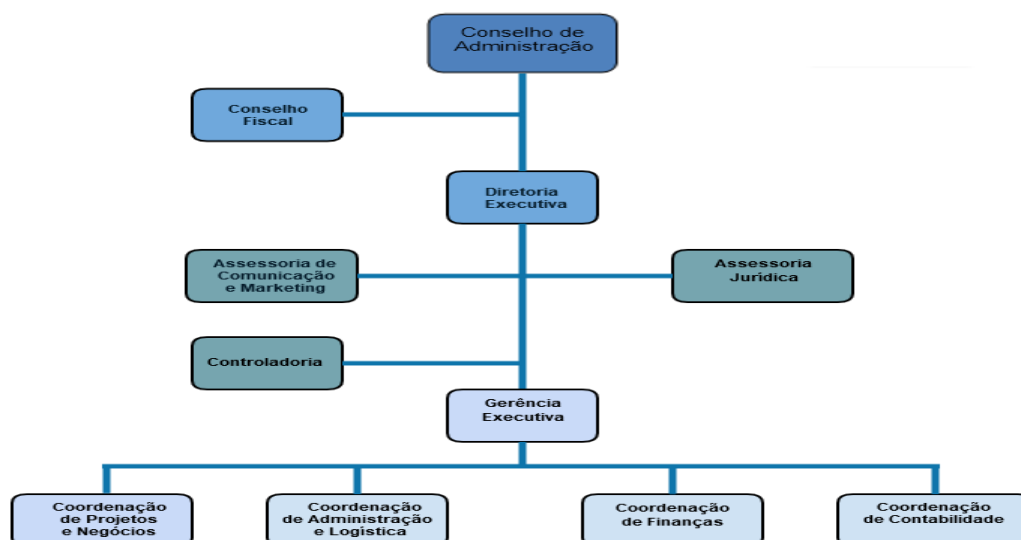 Conselho de
Administração
Conselho
Fiscal
Diretoria
Executiva
Assessoria de
Comunicação
e Marketing
Assessoria
Jurídica
Controladoria
Gerência
Executiva
Coordenação
de Projetos
e Negócios
Coordenação
de Administração
e Logística
Coordenação
de Finanças
Coordenação
de Contabilidade